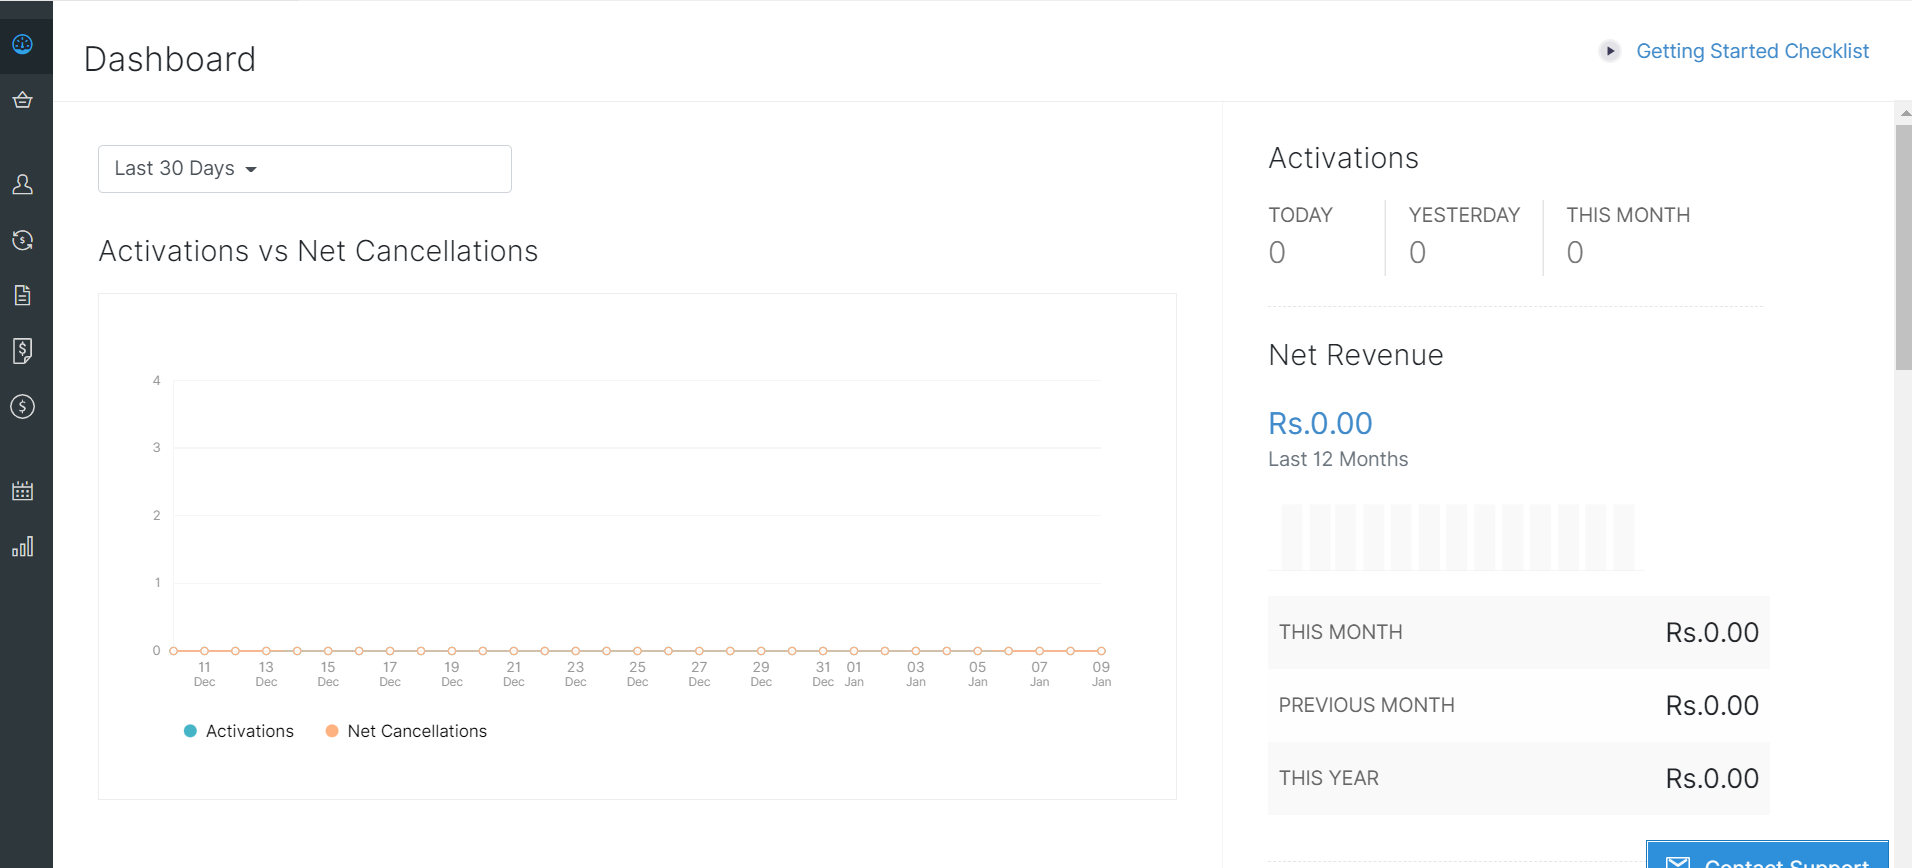 Dashboard
Getting Started Checklist
Last 30 Days
Activations vs Net Cancellations
4
3
2
1
0
11 13 15 17 19 21 23 25 27 29 31 01 03 05 07 09
Dec Dec Dec Dec Dec Dec Dec Dec Dec Dec Dec Jan Jan Jan Jan Jan
Activations Net Cancellations
Activations
TODAY YESTERDAY THIS MONTH
0 0 0
Net Revenue
Rs.0.00
Last 12 Months
THIS MONTH Rs.0.00
PREVIOUS MONTH Rs.0.00
THIS YEAR Rs.0.00
Contact Support